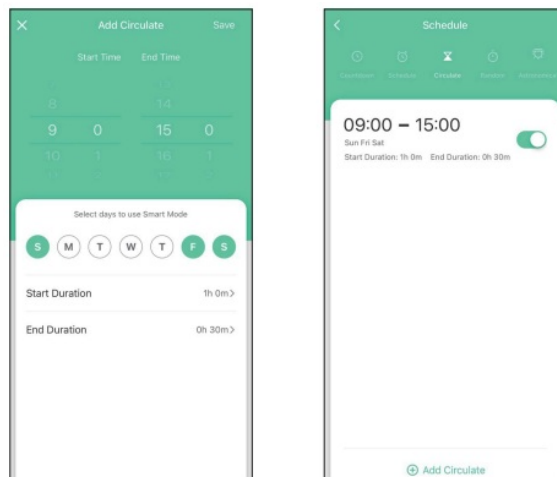 Add Circulate
Save
Start Time End Time
8 14
9 0 15 0
10 1 16 1
Select days to use Smart Mode
S M T W T F S
Start Duration 1h 0m>
End Duration 0h 30m>
Schedule
Countdown Schedule Circulate Random Astronomical
09:00 – 15:00
Sun Fri Sat
Start Duration: 1h 0m End Duration: 0h 30m
Add Circulate